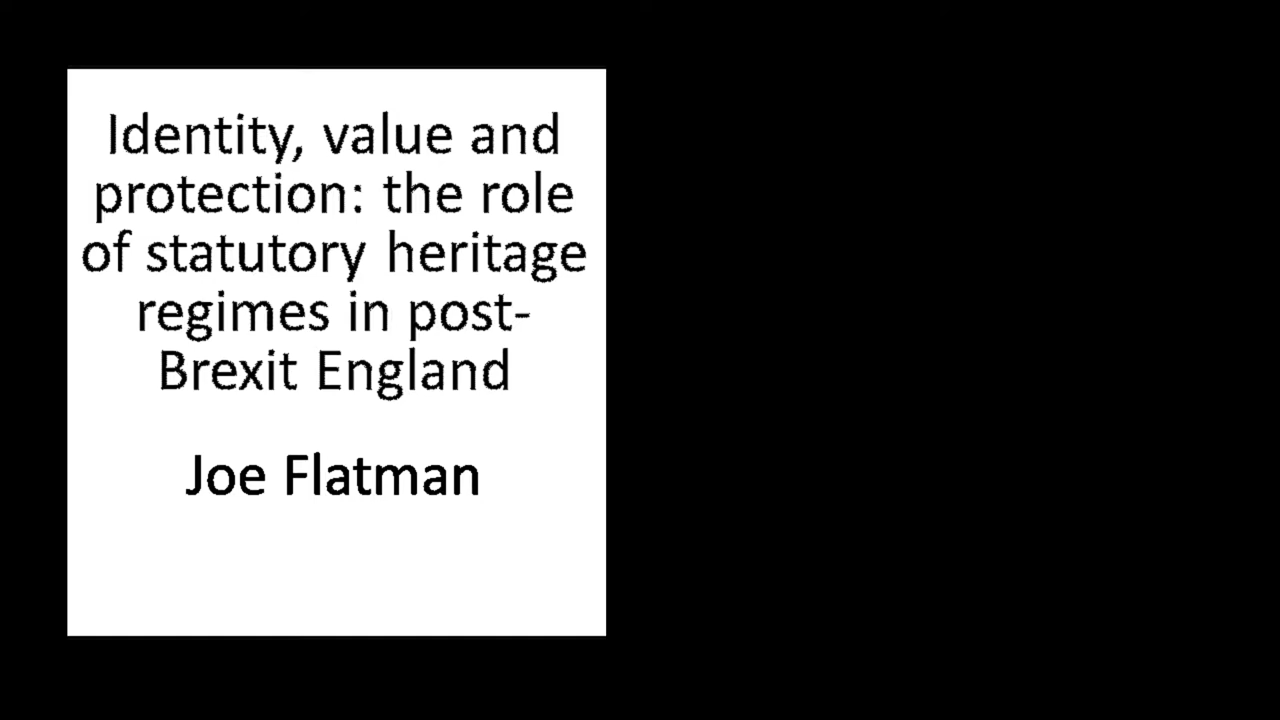 Identity, value and
protection: the role
of statutory heritage
regimes in post-
Brexit England
Joe Flatman